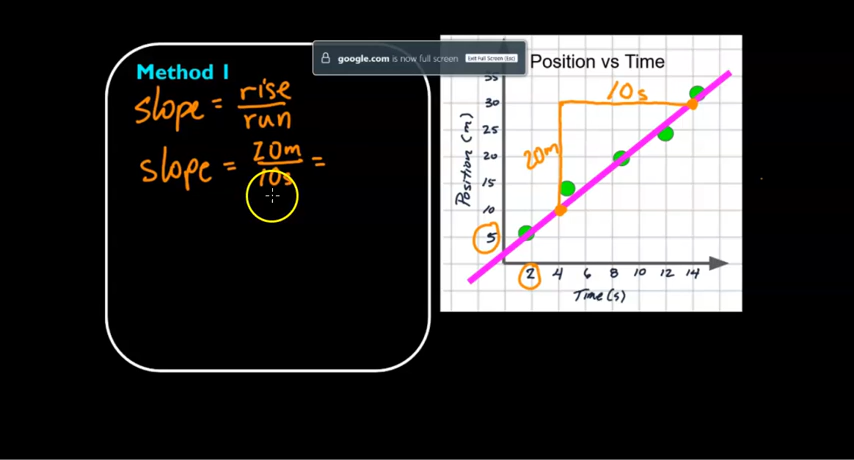 google.com is now full screen Exit Full Screen (Esc)
Method 1
slope = rise / run
slope = 20m / 10s =
Position vs Time
Position (m)
35
30
25
20
15
10
5
10s
20m
2 4 6 8 10 12 14
Time (s)